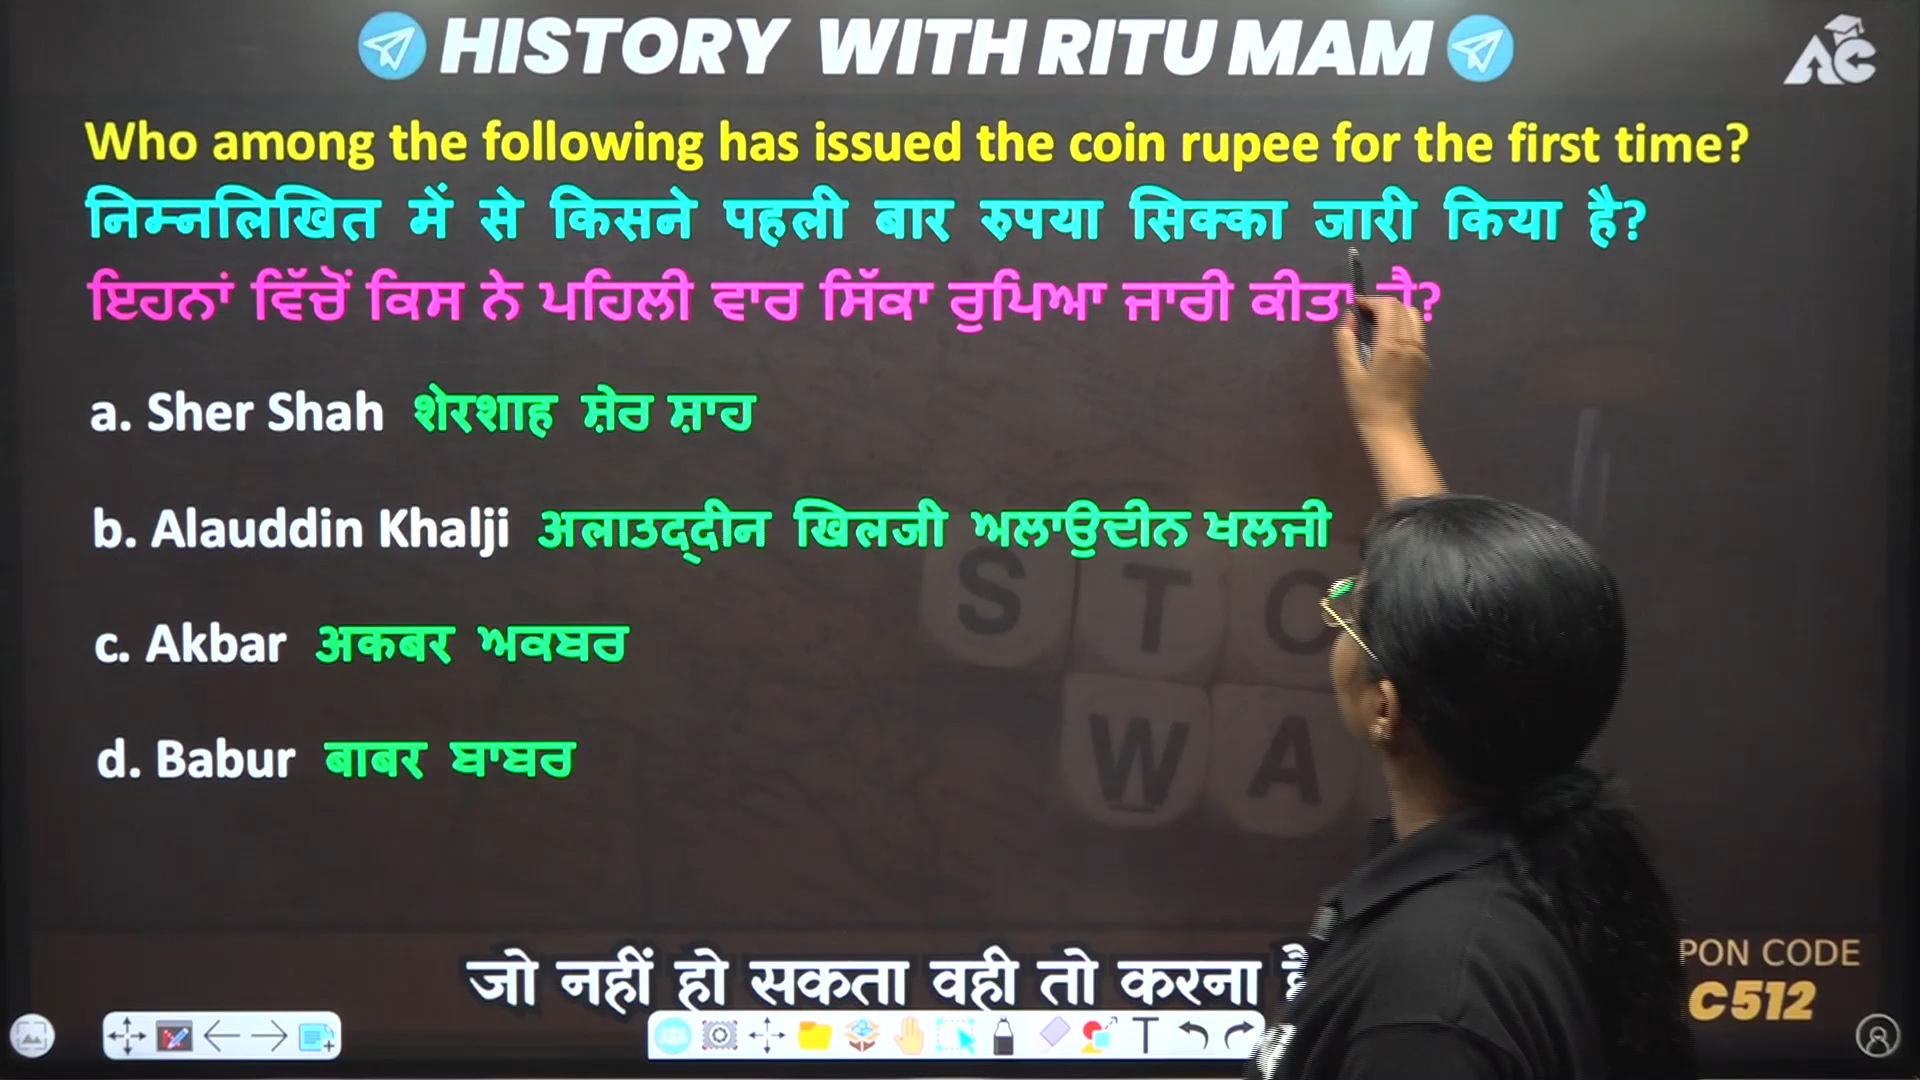 HISTORY WITH RITU MAM
AC
Who among the following has issued the coin rupee for the first time?
निम्नलिखित में से किसने पहली बार रुपया सिक्का जारी किया है?
ਇਹਨਾਂ ਵਿੱਚੋਂ ਕਿਸ ਨੇ ਪਹਿਲੀ ਵਾਰ ਸਿੱਕਾ ਰੁਪਿਆ ਜਾਰੀ ਕੀਤਾ ਹੈ?
a. Sher Shah शेरशाह ਸ਼ੇਰ ਸ਼ਾਹ
b. Alauddin Khalji अलाउद्दीन खिलजी ਅਲਾਉਦੀਨ ਖਲਜੀ
c. Akbar अकबर ਅਕਬਰ
d. Babur बाबर ਬਾਬਰ
S T
W A
जो नहीं हो सकता वही तो करना
PON CODE
C512
T